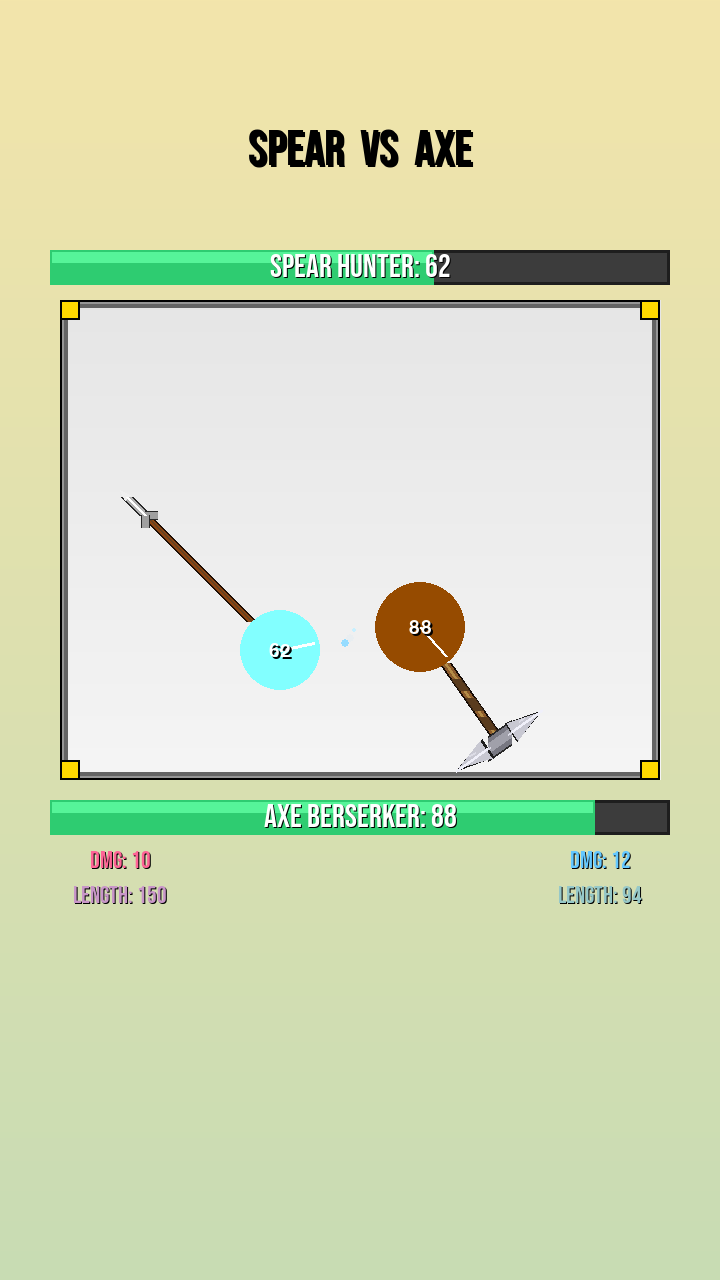 SPEAR VS AXE
SPEAR HUNTER: 62
62
88
AXE BERSERKER: 88
DMG: 10
DMG: 12
LENGTH: 150
LENGTH: 94